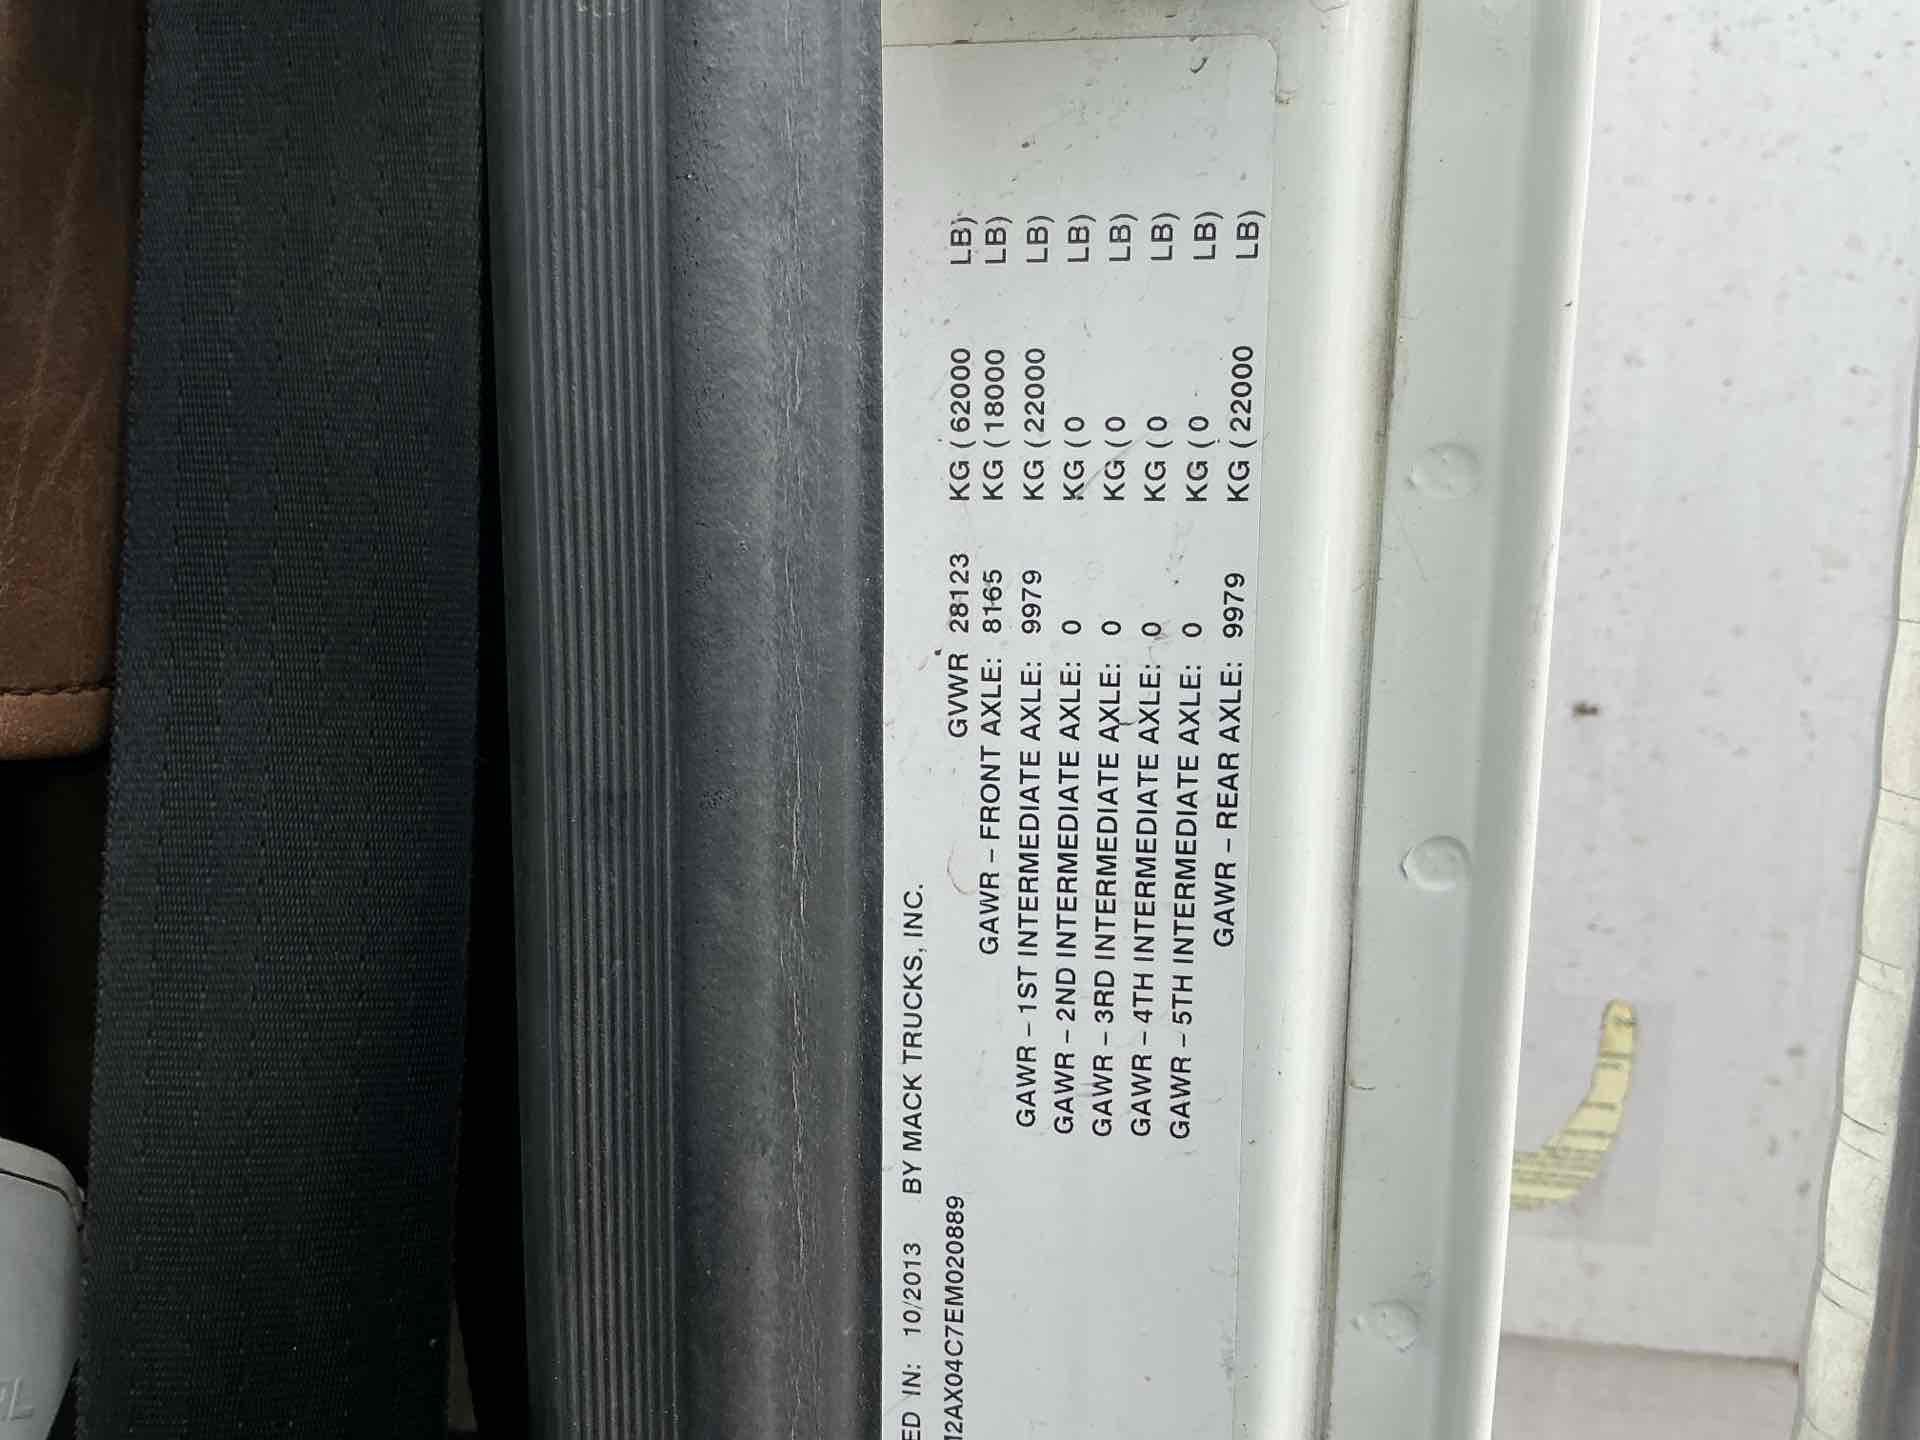 ED IN: 10/2013 BY MACK TRUCKS, INC.
12AX04C7EM020889
GVWR 28123 KG (62000 LB)
GAWR – FRONT AXLE: 8165 KG (18000 LB)
GAWR – 1ST INTERMEDIATE AXLE: 9979 KG (22000 LB)
GAWR – 2ND INTERMEDIATE AXLE: 0 KG (0 LB)
GAWR – 3RD INTERMEDIATE AXLE: 0 KG (0 LB)
GAWR – 4TH INTERMEDIATE AXLE: 0 KG (0 LB)
GAWR – 5TH INTERMEDIATE AXLE: 0 KG (0 LB)
GAWR – REAR AXLE: 9979 KG (22000 LB)